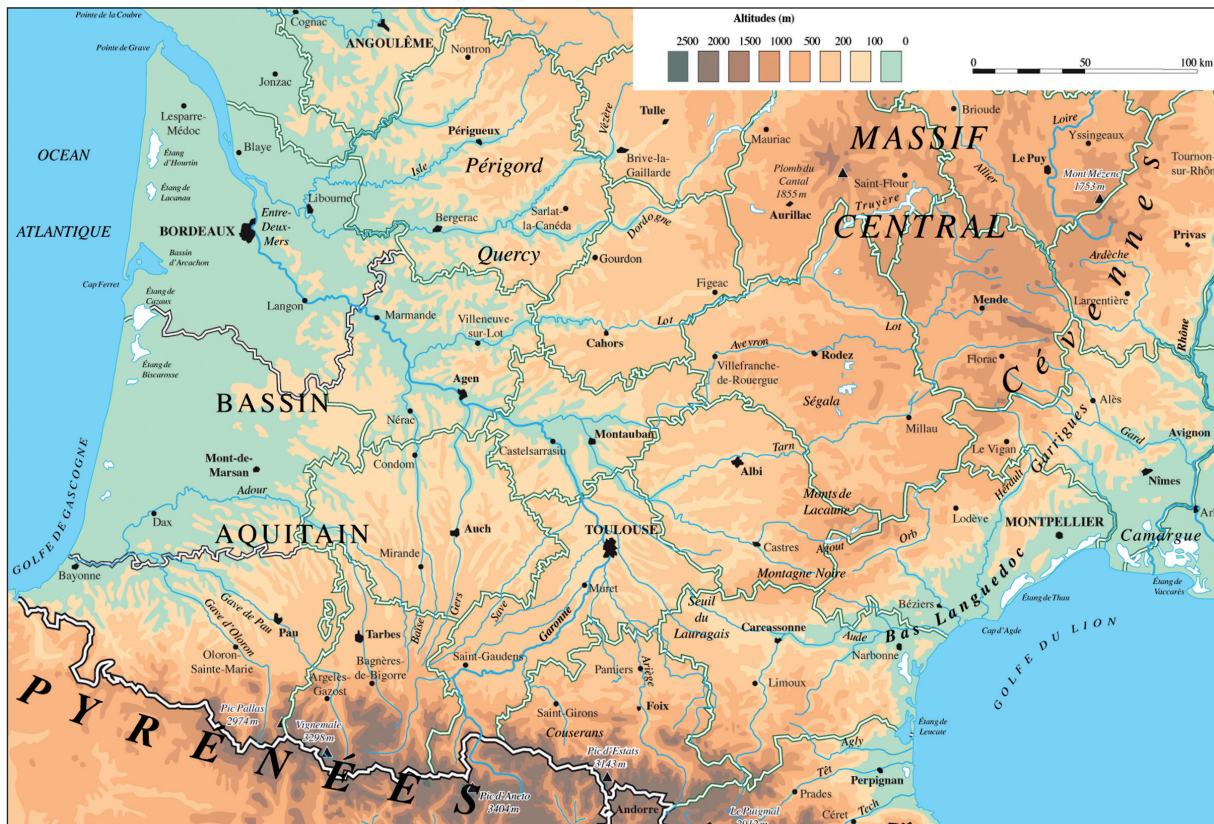 Pointe de la Coubre
Cognac
ANGOULÊME
Nontron
Altitudes (m)
2500 2000 1500 1000 500 200 100 0
0 50 100 km
Pointe de Grave
Jonzac
Lesparre-
Médoc
Blaye
Périgueux
Périgord
Isle
Vézère
Tulle
Brive-la-
Gaillarde
Mauriac
MASSIF
CENTRAL
Brioude
Loire
Yssingeaux
Le Puy
Allier
Mont Mézenc
1753 m
Tournon-
sur-Rhône
OCEAN
ATLANTIQUE
Étang
d'Hourtin
Étang de
Lacanau
Plomb du
Cantal
1855 m
Saint-Flour
Truyère
Aurillac
Libourne
Entre-
Deux-
Mers
BORDEAUX
Bergerac
Sarlat-
la-Canéda
Dordogne
Quercy
Gourdon
Privas
Ardèche
Largentière
Bassin
d'Arcachon
Cap Ferret
Étang de
Cazaux
Langon
Figeac
Mende
Cévennes
Rhône
Marmande
Villeneuve-
sur-Lot
Lot
Lot
Cahors
Étang de
Biscarosse
Aveyron
Rodez
Villefranche-
de-Rouergue
Florac
Agen
Ségala
BASSIN
AQUITAIN
Nérac
Millau
Alès
Garrigues
Gard
Avignon
Montauban
Castelsarrasin
Tarn
Albi
Le Vigan
Condom
Mont-de-
Marsan
Adour
Nîmes
Hérault
GOLFE DE GASCOGNE
Dax
Monts de
Lacaune
Lodève
MONTPELLIER
Arl
Camargue
Auch
TOULOUSE
Agout
Orb
Castres
Montagne Noire
Bayonne
Mirande
Muret
Étang de
Vaccarès
Étang de Thau
Gave de Pau
Gave d'Oloron
Pau
Tarbes
Baïse
Gers
Save
Garonne
Seuil
du
Lauragais
Carcassonne
Aude
Béziers
Bas Languedoc
Cap d'Agde
GOLFE DU LION
Narbonne
Oloron-
Sainte-Marie
Bagnères-
de-Bigorre
Argelès-
Gazost
Saint-Gaudens
Pamiers
Ariège
Limoux
Foix
Saint-Girons
Couserans
Pic Pallas
2974 m
Vignemale
3298 m
PYRÉNÉES
Pic d'Aneto
3404 m
Pic d'Estats
3143 m
Andorre
Étang de
Leucate
Agly
Têt
Perpignan
Prades
Le Puigmal
Céret
Tech